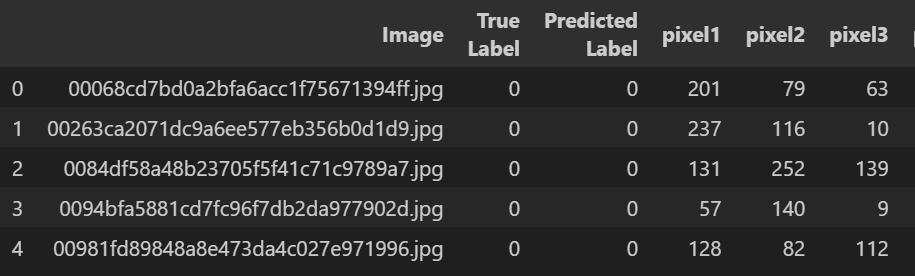 Image True Label Predicted Label pixel1 pixel2 pixel3
0 00068cd7bd0a2bfa6acc1f75671394ff.jpg 0 0 201 79 63
1 00263ca2071dc9a6ee577eb356b0d1d9.jpg 0 0 237 116 10
2 0084df58a48b23705f5f41c71c9789a7.jpg 0 0 131 252 139
3 0094bfa5881cd7fc96f7db2da977902d.jpg 0 0 57 140 9
4 00981fd89848a8e473da4c027e971996.jpg 0 0 128 82 112